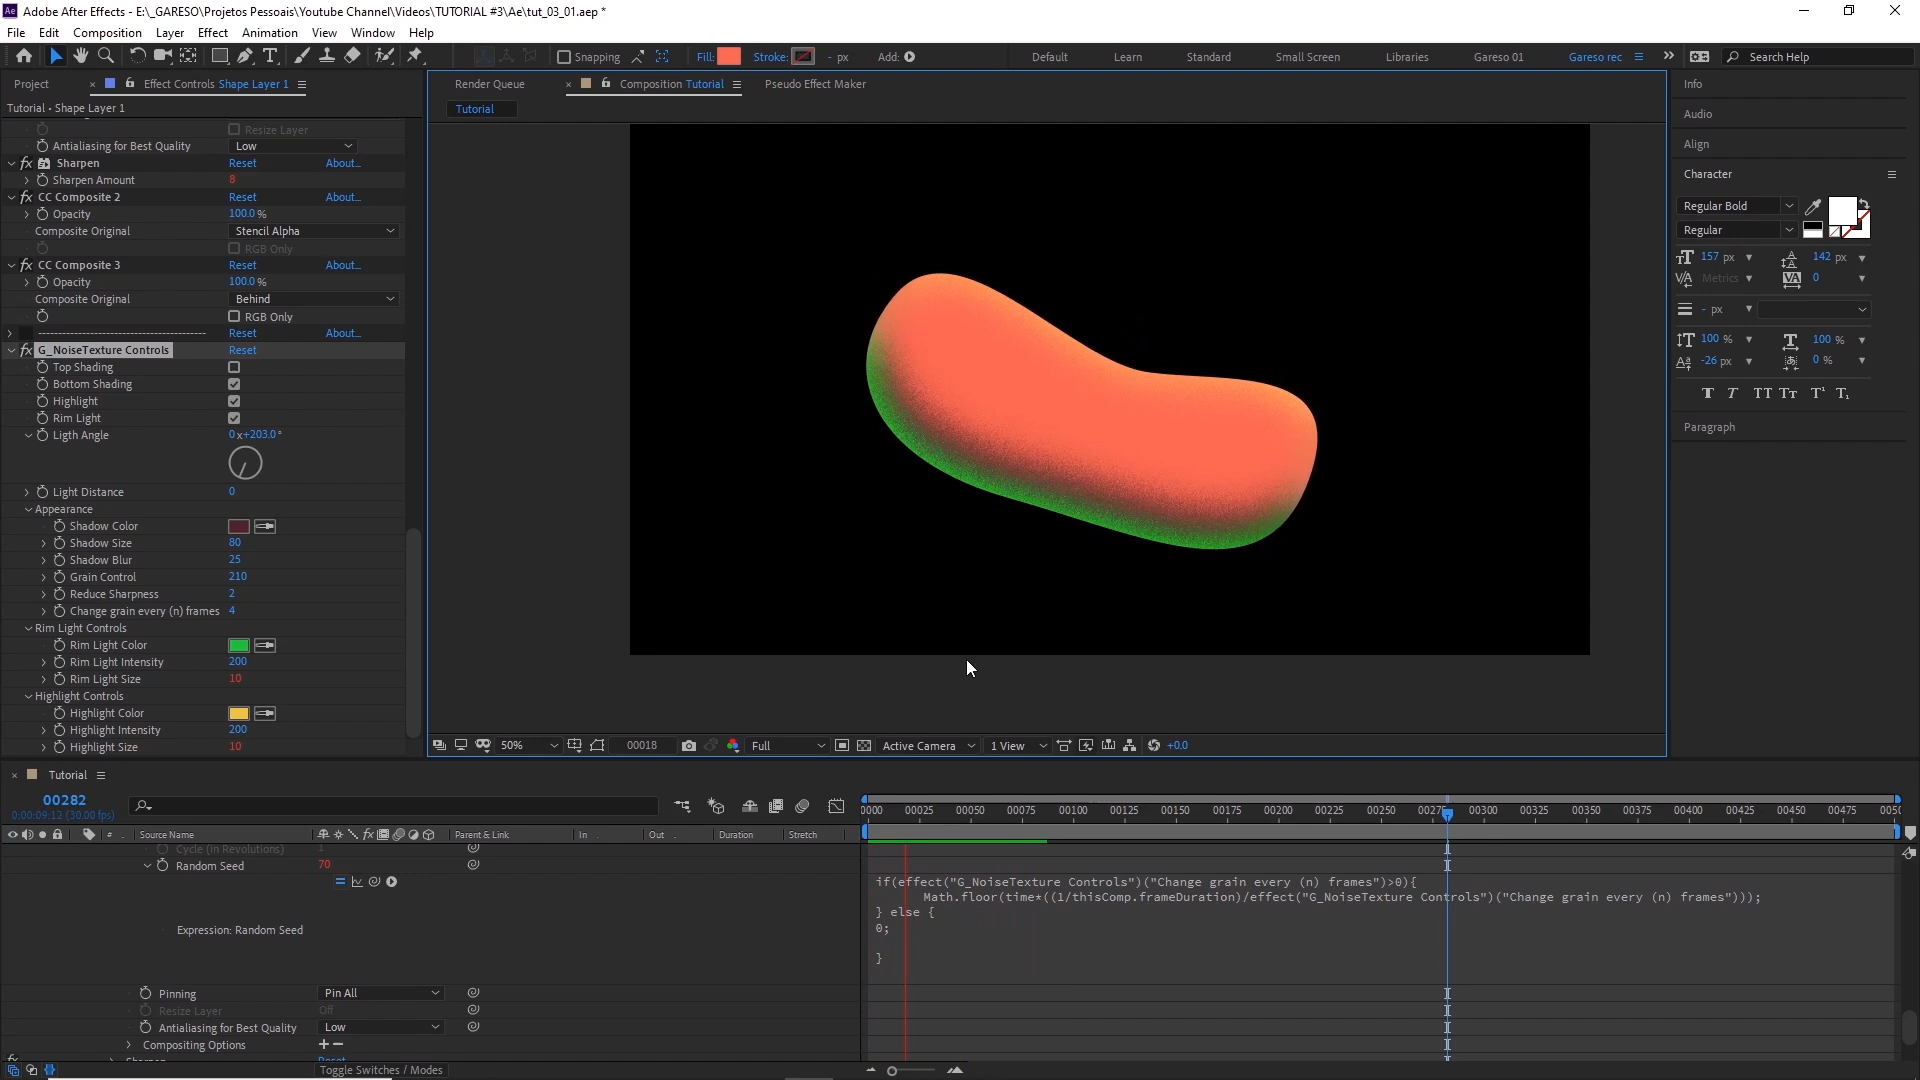 Ae Adobe After Effects - E:\_GARESO\Projetos Pessoais\Youtube Channel\Videos\TUTORIAL #3\Ae\tut_03_01.aep *
File Edit Composition Layer Effect Animation View Window Help
Snapping Fill: Stroke: - px Add: Default Learn Standard Small Screen Libraries Gareso 01 Gareso rec Search Help
Project Effect Controls Shape Layer 1
Tutorial • Shape Layer 1
Resize Layer
Antialiasing for Best Quality Low
fx Sharpen Reset About...
Sharpen Amount 8
fx CC Composite 2 Reset About...
Opacity 100.0 %
Composite Original Stencil Alpha
RGB Only
fx CC Composite 3 Reset About...
Opacity 100.0 %
Composite Original Behind
RGB Only
------------------------------------------ Reset About...
fx G_NoiseTexture Controls Reset
Top Shading
Bottom Shading
Highlight
Rim Light
Ligth Angle 0x+203.0°
Light Distance 0
Appearance
Shadow Color
Shadow Size 80
Shadow Blur 25
Grain Control 210
Reduce Sharpness 2
Change grain every (n) frames 4
Rim Light Controls
Rim Light Color
Rim Light Intensity 200
Rim Light Size 10
Highlight Controls
Highlight Color
Highlight Intensity 200
Highlight Size 10
Render Queue Composition Tutorial Pseudo Effect Maker
Tutorial
50% 00018 Full Active Camera 1 View +0.0
Info
Audio
Align
Character
Regular Bold
Regular
157 px 142 px
Metrics 0
- px
100 % 100 %
-26 px 0 %
T T TT Tт T¹ T₁
Paragraph
Tutorial
00282
0:00:09:12 (30.00 fps)
# Source Name fx Parent & Link In Out Duration Stretch
Cycle (in Revolutions) 1
Random Seed 70
Expression: Random Seed
Pinning Pin All
Resize Layer Off
Antialiasing for Best Quality Low
Compositing Options + −
Toggle Switches / Modes
0000 00025 00050 00075 00100 00125 00150 00175 00200 00225 00250 00275 00300 00325 00350 00375 00400 00425 00450 00475
if(effect("G_NoiseTexture Controls")("Change grain every (n) frames")>0){
Math.floor(time*((1/thisComp.frameDuration)/effect("G_NoiseTexture Controls")("Change grain every (n) frames")));
} else {
0;
}